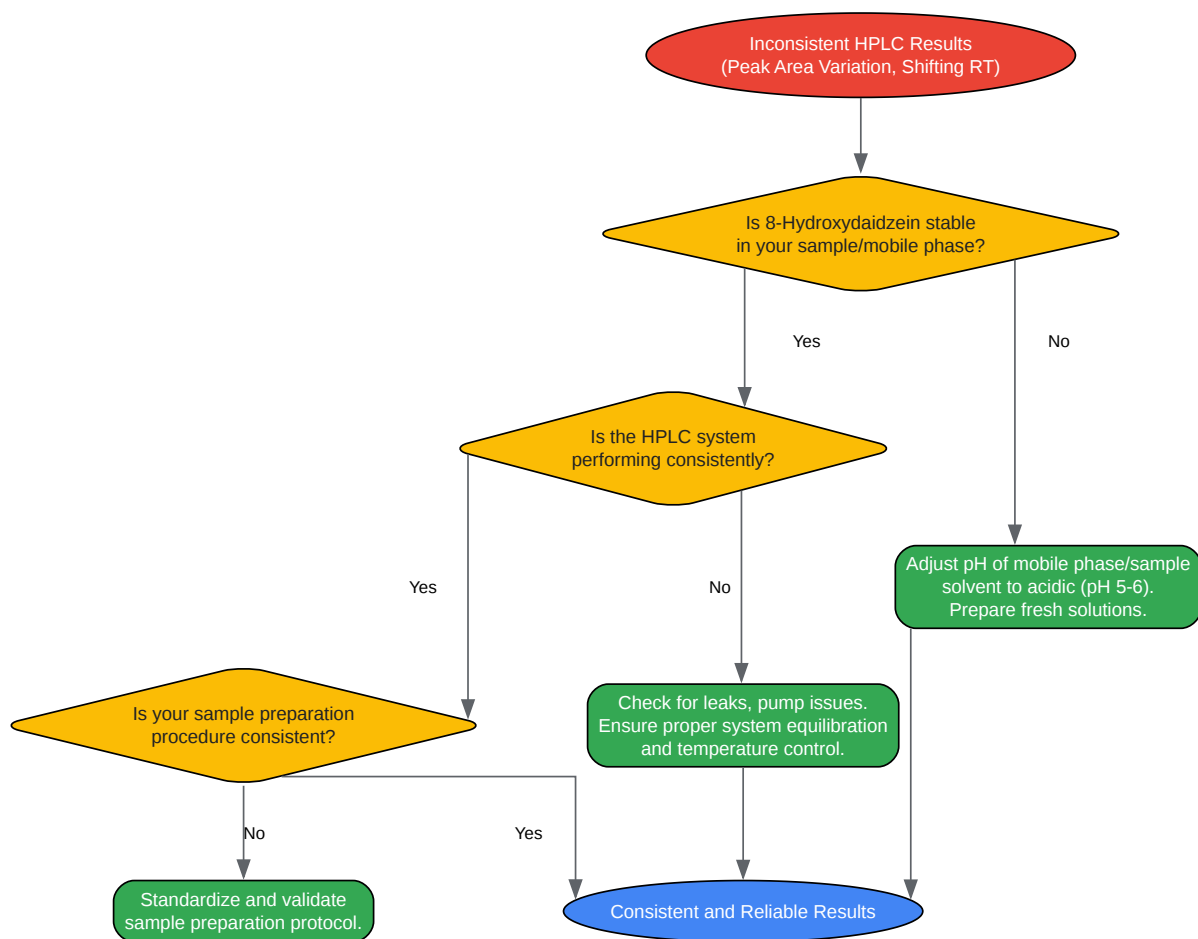 Inconsistent HPLC Results
(Peak Area Variation, Shifting RT)
Is 8-Hydroxydaidzein stable
in your sample/mobile phase?
Yes
No
Is the HPLC system
performing consistently?
Adjust pH of mobile phase/sample
solvent to acidic (pH 5-6).
Prepare fresh solutions.
Yes
No
Is your sample preparation
procedure consistent?
Check for leaks, pump issues.
Ensure proper system equilibration
and temperature control.
No
Yes
Standardize and validate
sample preparation protocol.
Consistent and Reliable Results